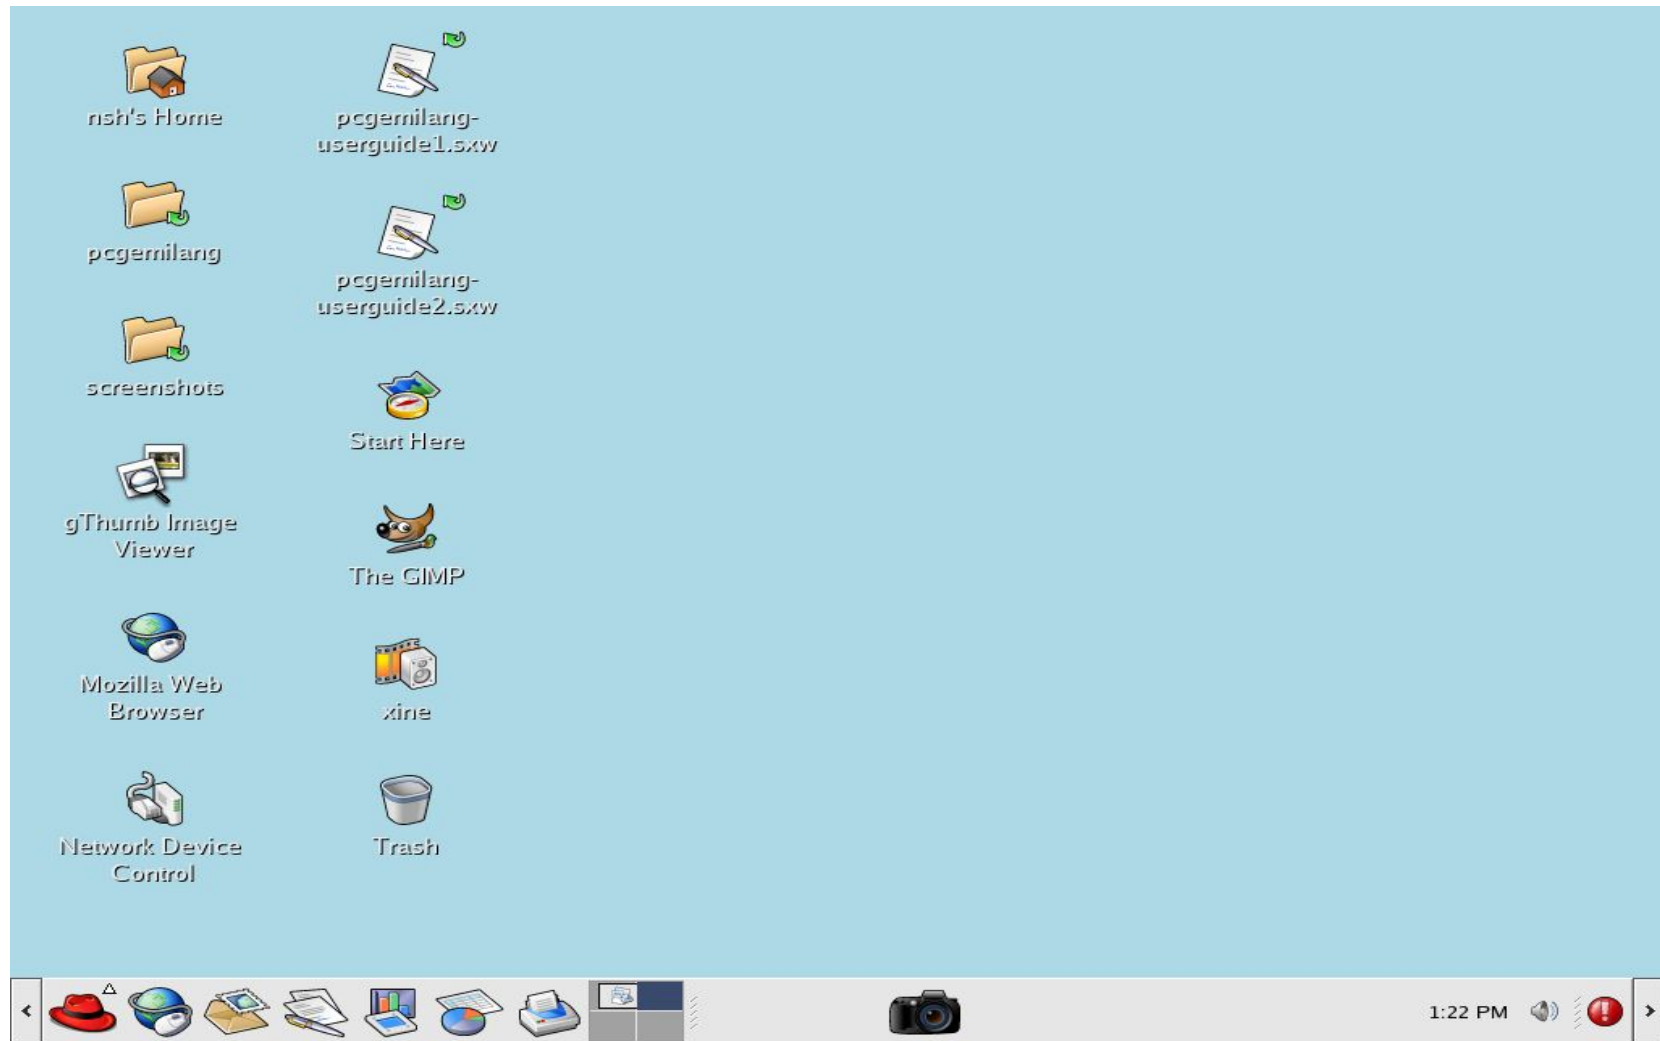 nsh's Home
pcgemilang
screenshots
gThumb Image
Viewer
Mozilla Web
Browser
Network Device
Control
pcgemilang-
userguide1.sxw
pcgemilang-
userguide2.sxw
Start Here
The GIMP
xine
Trash
1:22 PM